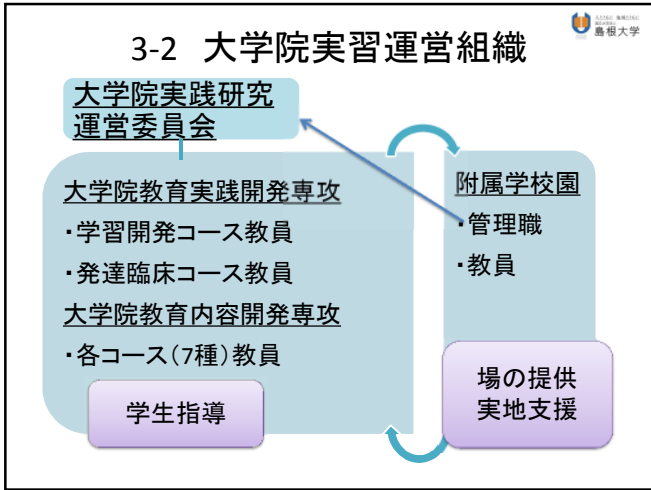 島根大学
3-2 大学院実習運営組織
大学院実践研究
運営委員会
大学院教育実践開発専攻
・学習開発コース教員
・発達臨床コース教員
大学院教育内容開発専攻
・各コース(7種)教員
学生指導
附属学校園
・管理職
・教員
場の提供
実地支援